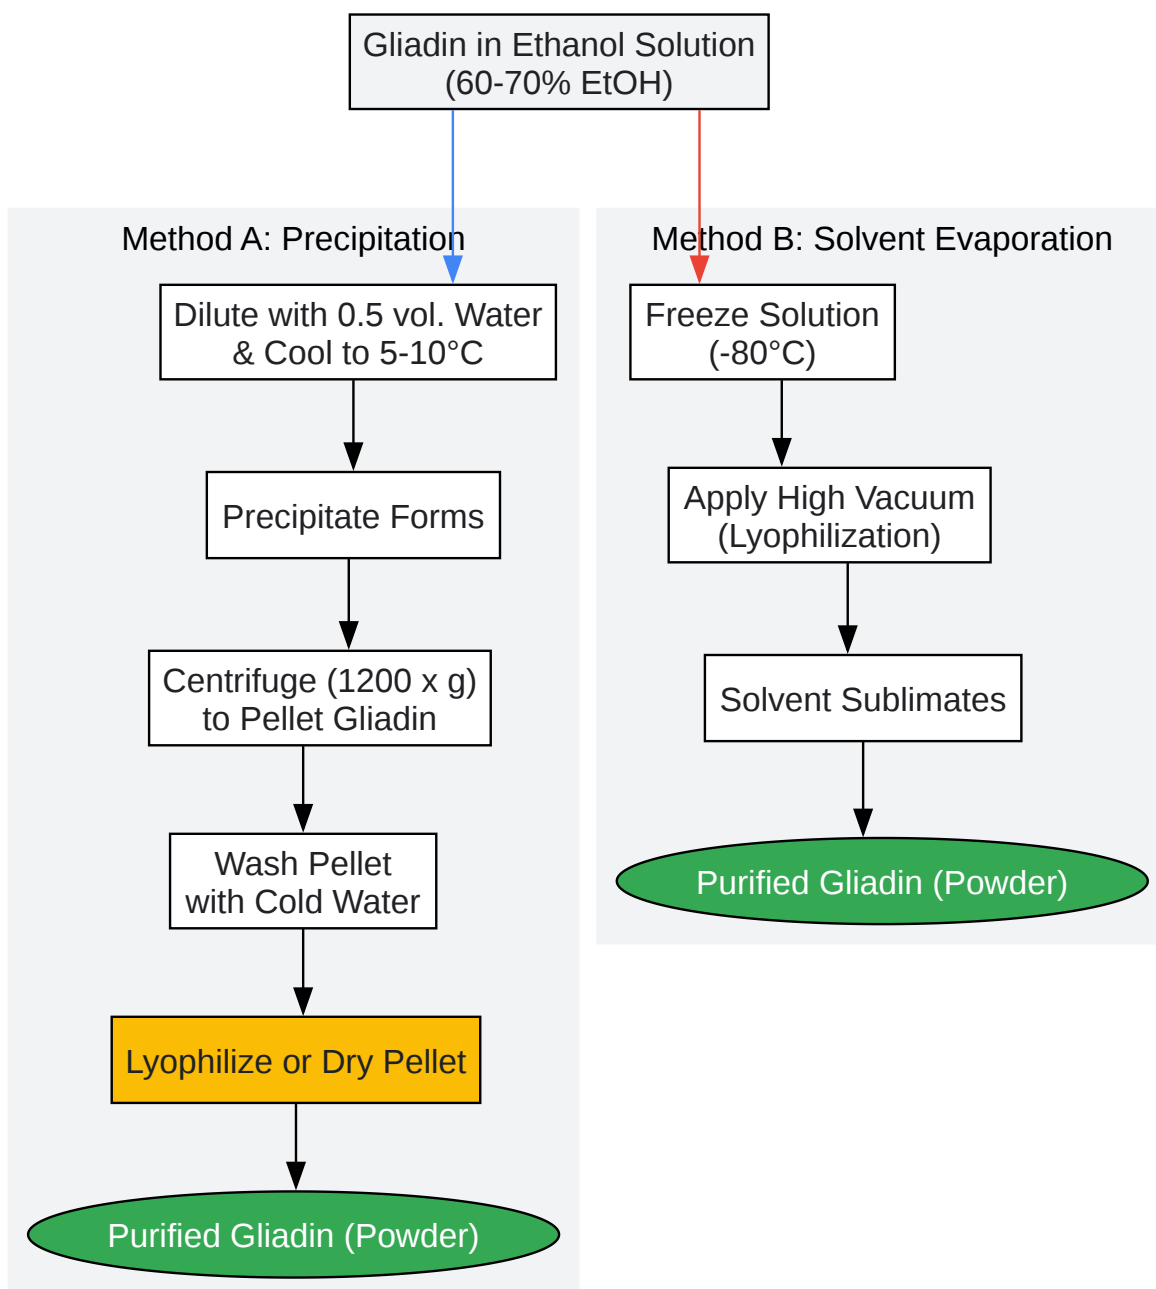 Gliadin in Ethanol Solution
(60-70% EtOH)
Method A: Precipitation
Dilute with 0.5 vol. Water
& Cool to 5-10°C
Precipitate Forms
Centrifuge (1200 x g)
to Pellet Gliadin
Wash Pellet
with Cold Water
Lyophilize or Dry Pellet
Purified Gliadin (Powder)
Method B: Solvent Evaporation
Freeze Solution
(-80°C)
Apply High Vacuum
(Lyophilization)
Solvent Sublimates
Purified Gliadin (Powder)